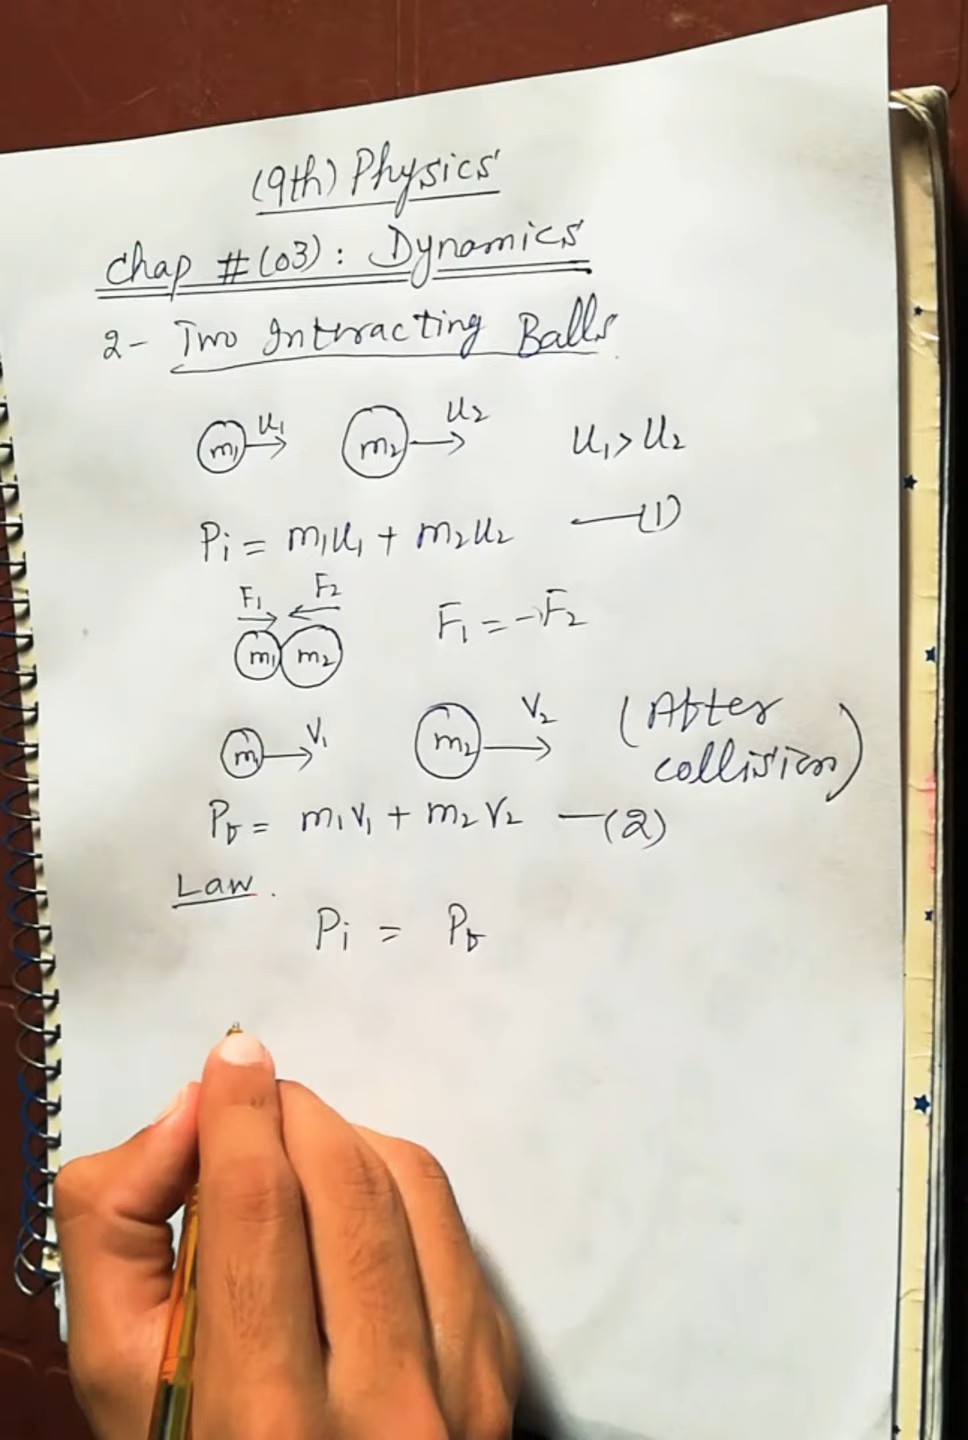 (9th) Physics
Chap #(03): Dynamics
2- Two Interacting Balls
m1 U1 m2 U2 U1 > U2
Pi = m1U1 + m2U2 —(1)
F1 F2
m1 m2 F1 = -F2
m1 V1 m2 V2 (After collision)
Pf = m1V1 + m2V2 —(2)
Law.
Pi = Pf